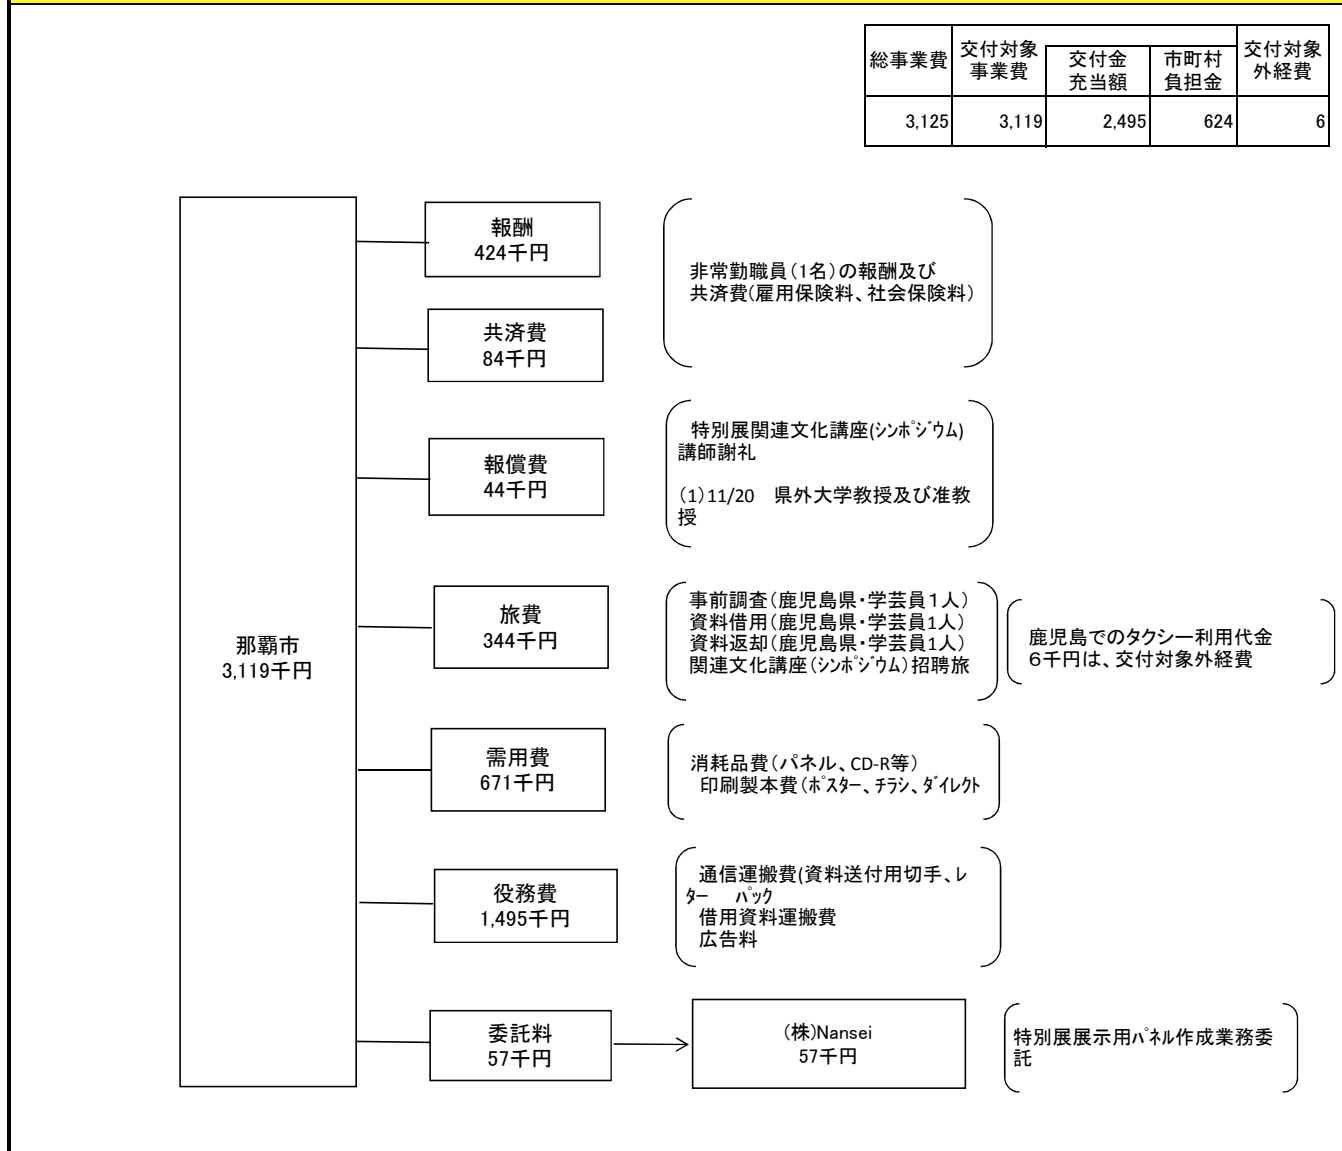 総事業費
交付対象
事業費
交付金
充当額
市町村
負担金
交付対象
外経費
3,125
3,119
2,495
624
6
那覇市
3,119千円
報酬
424千円
非常勤職員(1名)の報酬及び
共済費(雇用保険料、社会保険料)
共済費
84千円
報償費
44千円
特別展関連文化講座(ｼﾝﾎﾟｼﾞｳﾑ)
講師謝礼
(1)11/20　県外大学教授及び准教
授
旅費
344千円
事前調査(鹿児島県・学芸員１人)
資料借用(鹿児島県・学芸員1人)
資料返却(鹿児島県・学芸員1人)
関連文化講座(ｼﾝﾎﾟｼﾞｳﾑ)招聘旅
鹿児島でのタクシー利用代金
６千円は、交付対象外経費
需用費
671千円
消耗品費(パネル、CD-R等)
印刷製本費(ﾎﾟｽﾀｰ、ﾁﾗｼ、ﾀﾞｲﾚｸﾄ
役務費
1,495千円
通信運搬費(資料送付用切手、ﾚ
ﾀｰ　ﾊﾟｯｸ
借用資料運搬費
広告料
委託料
57千円
(株)Nansei
57千円
特別展展示用ﾊﾟﾈﾙ作成業務委
託